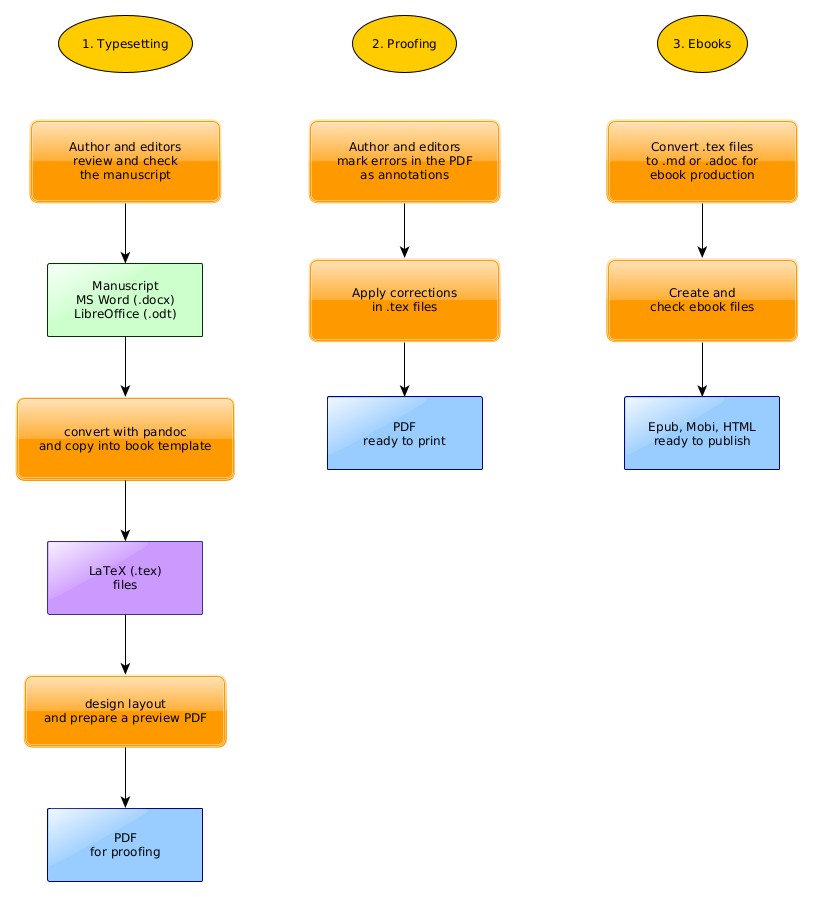 1. Typesetting
Author and editors
review and check
the manuscript
Manuscript
MS Word (.docx)
LibreOffice (.odt)
convert with pandoc
and copy into book template
LaTeX (.tex)
files
design layout
and prepare a preview PDF
PDF
for proofing
2. Proofing
Author and editors
mark errors in the PDF
as annotations
Apply corrections
in .tex files
PDF
ready to print
3. Ebooks
Convert .tex files
to .md or .adoc for
ebook production
Create and
check ebook files
Epub, Mobi, HTML
ready to publish